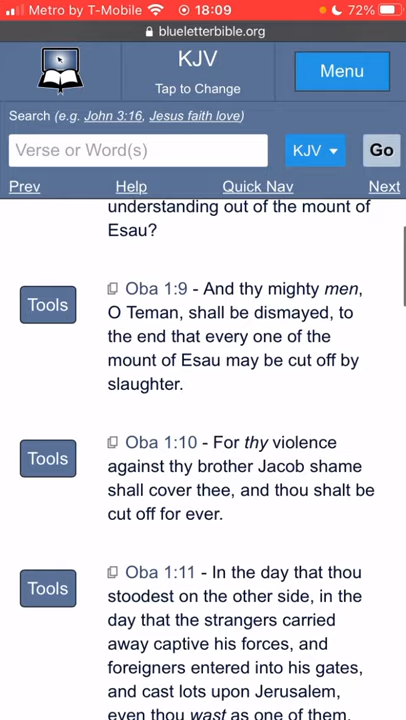 Metro by T-Mobile 18:09 72%
blueletterbible.org
KJV
Tap to Change
Menu
Search (e.g. John 3:16, Jesus faith love)
Verse or Word(s)
KJV
Go
Prev Help Quick Nav Next
understanding out of the mount of
Esau?
Tools
Oba 1:9 - And thy mighty men,
O Teman, shall be dismayed, to
the end that every one of the
mount of Esau may be cut off by
slaughter.
Tools
Oba 1:10 - For thy violence
against thy brother Jacob shame
shall cover thee, and thou shalt be
cut off for ever.
Tools
Oba 1:11 - In the day that thou
stoodest on the other side, in the
day that the strangers carried
away captive his forces, and
foreigners entered into his gates,
and cast lots upon Jerusalem,
even thou wast as one of them.